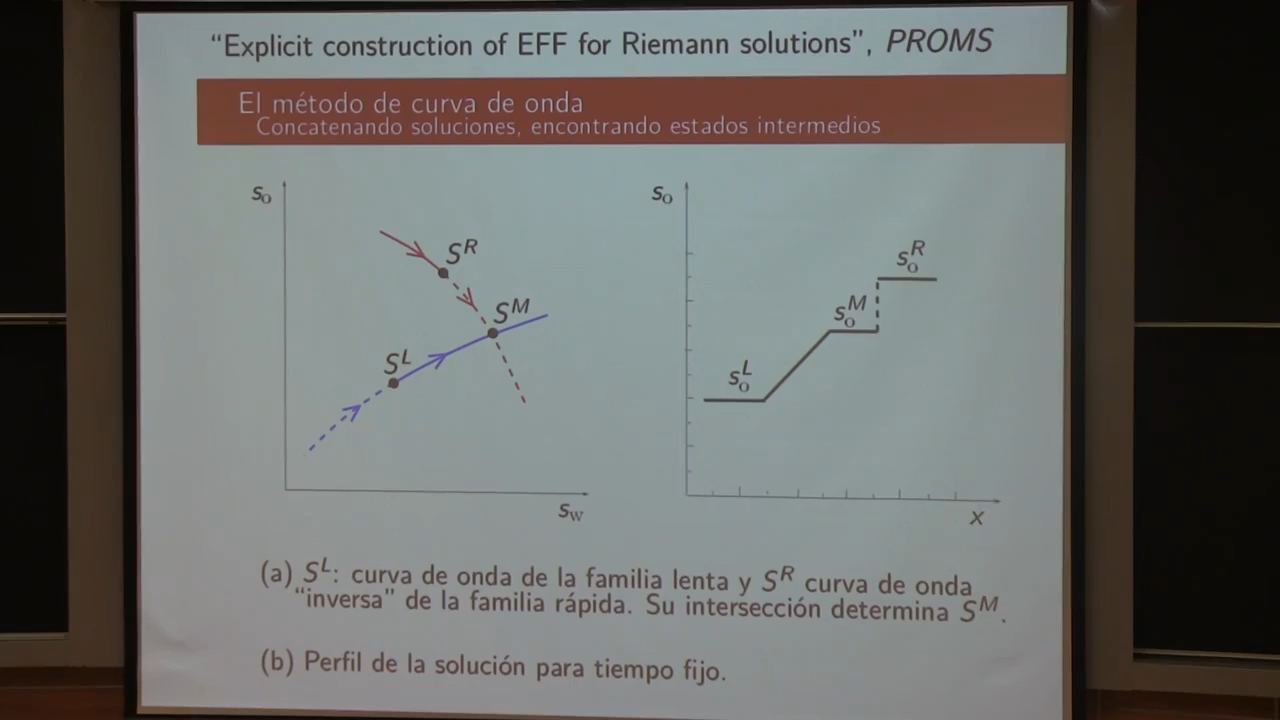 “Explicit construction of EFF for Riemann solutions”, PROMS
El método de curva de onda
Concatenando soluciones, encontrando estados intermedios
s_o
S^R
S^M
S^L
s_w
s_o
s_o^R
s_o^M
s_o^L
x
(a) S^L: curva de onda de la familia lenta y S^R curva de onda
“inversa” de la familia rápida. Su intersección determina S^M.
(b) Perfil de la solución para tiempo fijo.